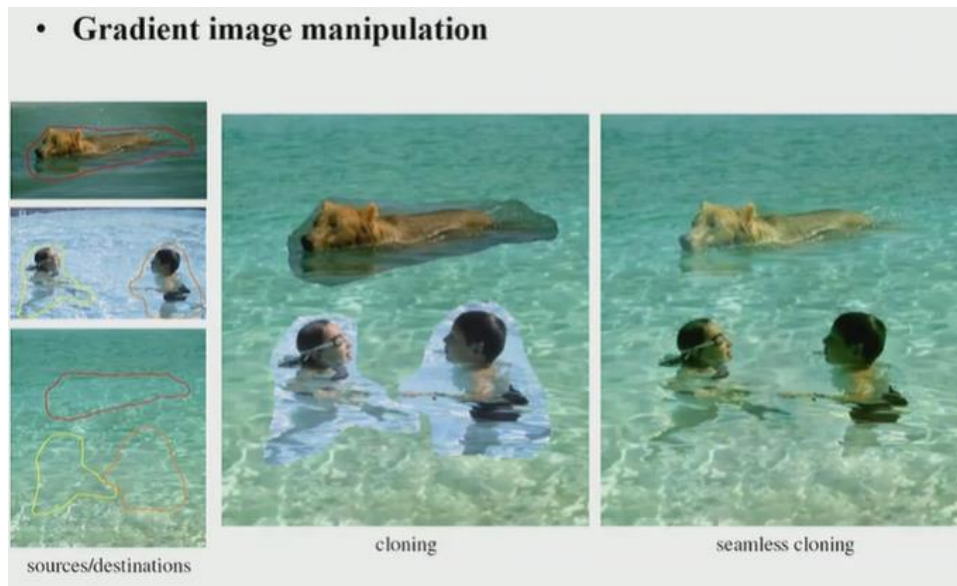 • Gradient image manipulation
sources/destinations
cloning
seamless cloning